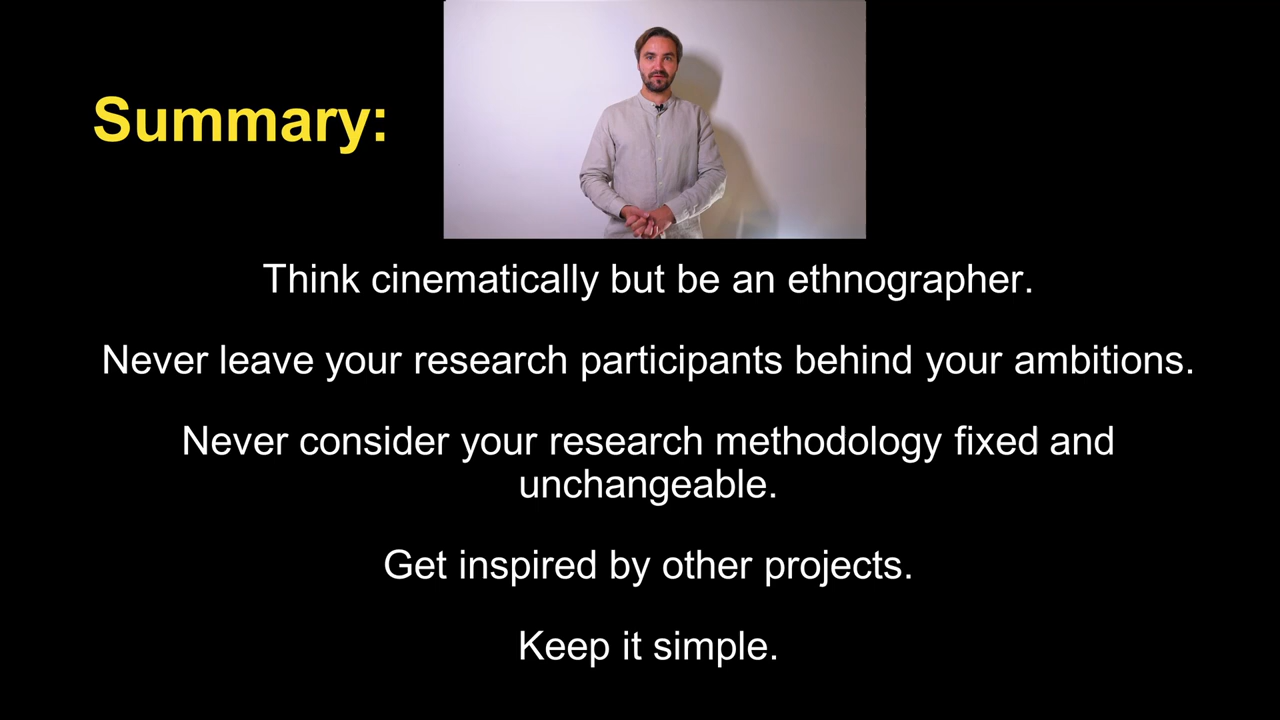 Summary:
Think cinematically but be an ethnographer.
Never leave your research participants behind your ambitions.
Never consider your research methodology fixed and
unchangeable.
Get inspired by other projects.
Keep it simple.